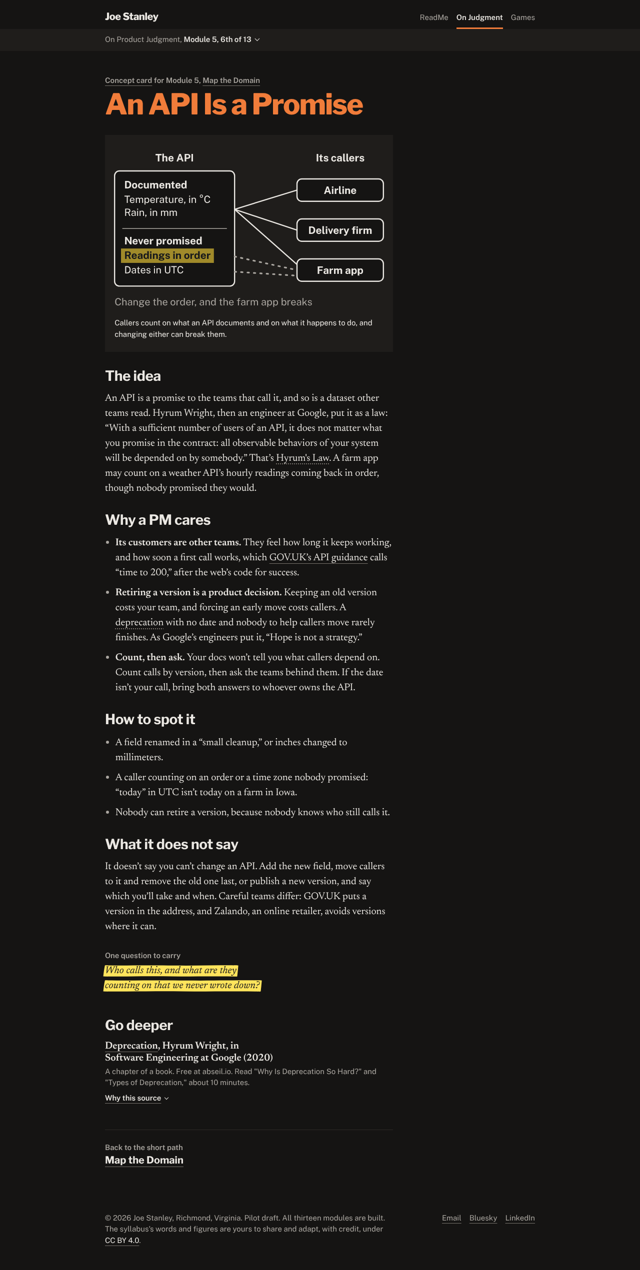 Joe Stanley
ReadMe On Judgment Games
On Product Judgment, Module 5, 6th of 13
Concept card for Module 5, Map the Domain
An API Is a Promise
The API
Its callers
Documented
Temperature, in °C
Rain, in mm
Never promised
Readings in order
Dates in UTC
Airline
Delivery firm
Farm app
Change the order, and the farm app breaks
Callers count on what an API documents and on what it happens to do, and
changing either can break them.
The idea
An API is a promise to the teams that call it, and so is a dataset other
teams read. Hyrum Wright, then an engineer at Google, put it as a law:
“With a sufficient number of users of an API, it does not matter what
you promise in the contract: all observable behaviors of your system
will be depended on by somebody.” That’s Hyrum’s Law. A farm app
may count on a weather API’s hourly readings coming back in order,
though nobody promised they would.
Why a PM cares
• Its customers are other teams. They feel how long it keeps working,
and how soon a first call works, which GOV.UK’s API guidance calls
“time to 200,” after the web’s code for success.
• Retiring a version is a product decision. Keeping an old version
costs your team, and forcing an early move costs callers. A
deprecation with no date and nobody to help callers move rarely
finishes. As Google’s engineers put it, “Hope is not a strategy.”
• Count, then ask. Your docs won’t tell you what callers depend on.
Count calls by version, then ask the teams behind them. If the date
isn’t your call, bring both answers to whoever owns the API.
How to spot it
• A field renamed in a “small cleanup,” or inches changed to
millimeters.
• A caller counting on an order or a time zone nobody promised:
“today” in UTC isn’t today on a farm in Iowa.
• Nobody can retire a version, because nobody knows who still calls it.
What it does not say
It doesn’t say you can’t change an API. Add the new field, move callers
to it and remove the old one last, or publish a new version, and say
which you’ll take and when. Careful teams differ: GOV.UK puts a
version in the address, and Zalando, an online retailer, avoids versions
where it can.
One question to carry
Who calls this, and what are they
counting on that we never wrote down?
Go deeper
Deprecation, Hyrum Wright, in
Software Engineering at Google (2020)
A chapter of a book. Free at abseil.io. Read "Why Is Deprecation So Hard?" and
"Types of Deprecation," about 10 minutes.
Why this source
Back to the short path
Map the Domain
© 2026 Joe Stanley, Richmond, Virginia. Pilot draft. All thirteen modules are built.
The syllabus’s words and figures are yours to share and adapt, with credit, under
CC BY 4.0.
Email Bluesky LinkedIn